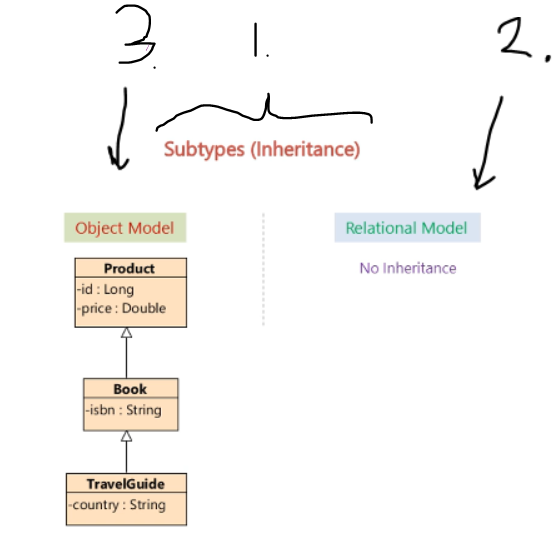 3.
1.
2.
Subtypes (Inheritance)
Object Model
Relational Model
Product
-id : Long
-price : Double
No Inheritance
Book
-isbn : String
TravelGuide
-country : String